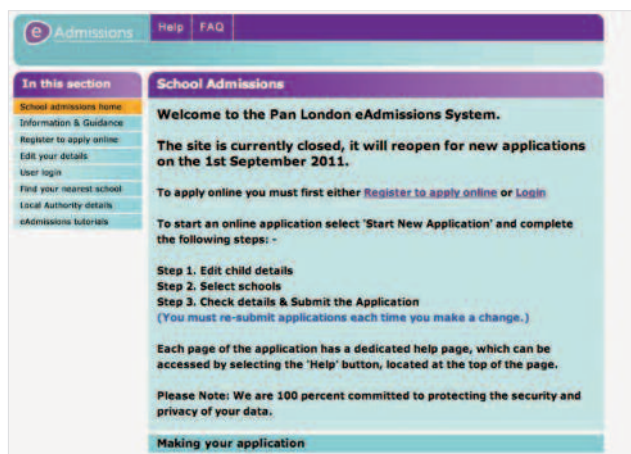 e Admissions
Help FAQ
In this section
School admissions home
Information & Guidance
Register to apply online
Edit your details
User login
Find your nearest school
Local Authority details
eAdmissions tutorials
School Admissions
Welcome to the Pan London eAdmissions System.
The site is currently closed, it will reopen for new applications
on the 1st September 2011.
To apply online you must first either Register to apply online or Login
To start an online application select 'Start New Application' and complete
the following steps: -
Step 1. Edit child details
Step 2. Select schools
Step 3. Check details & Submit the Application
(You must re-submit applications each time you make a change.)
Each page of the application has a dedicated help page, which can be
accessed by selecting the 'Help' button, located at the top of the page.
Please Note: We are 100 percent committed to protecting the security and
privacy of your data.
Making your application